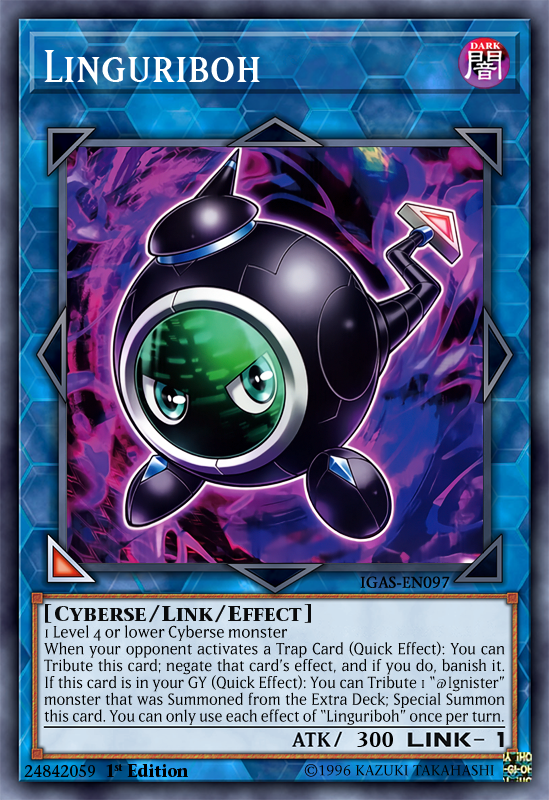 LINGURIBOH
DARK
闇
IGAS-EN097
[CYBERSE/LINK/EFFECT]
1 Level 4 or lower Cyberse monster
When your opponent activates a Trap Card (Quick Effect): You can
Tribute this card; negate that card's effect, and if you do, banish it.
If this card is in your GY (Quick Effect): You can Tribute 1 "@Ignister"
monster that was Summoned from the Extra Deck; Special Summon
this card. You can only use each effect of "Linguriboh" once per turn.
ATK/ 300 LINK- 1
24842059 1st Edition ©1996 KAZUKI TAKAHASHI